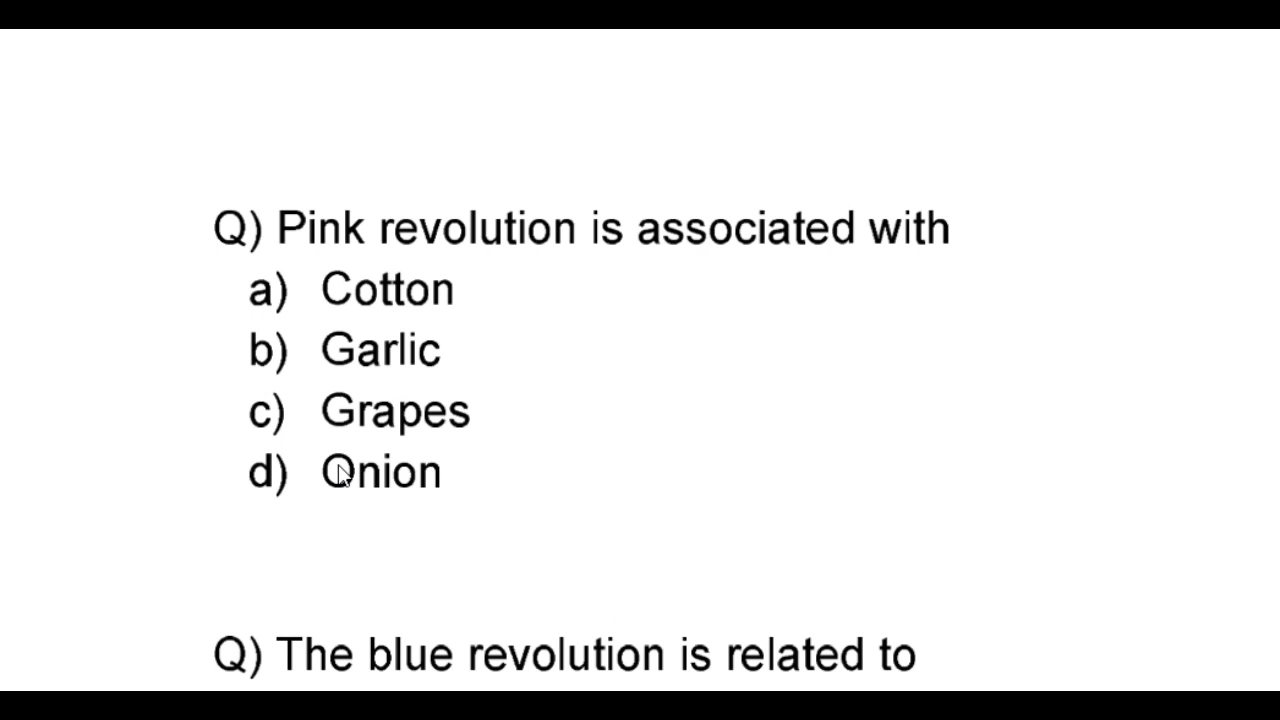 Q) Pink revolution is associated with
a) Cotton
b) Garlic
c) Grapes
d) Onion
Q) The blue revolution is related to